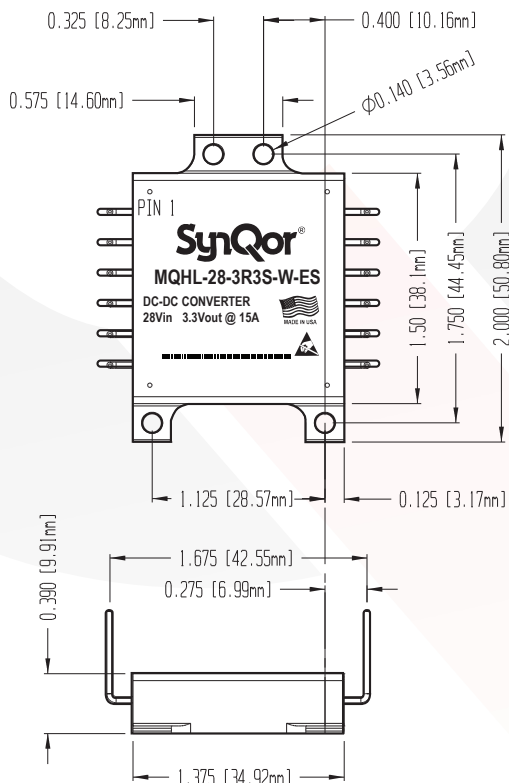 0.325 [8.25mm]
0.400 [10.16mm]
0.575 [14.60mm]
Ø0.140 [3.56mm]
PIN 1
SynQor®
MQHL-28-3R3S-W-ES
DC-DC CONVERTER
28Vin 3.3Vout @ 15A
MADE IN USA
1.50 [38.1mm]
1.750 [44.45mm]
2.000 [50.80mm]
1.125 [28.57mm]
0.125 [3.17mm]
1.675 [42.55mm]
0.275 [6.99mm]
0.390 [9.91mm]
1.375 [34.92mm]